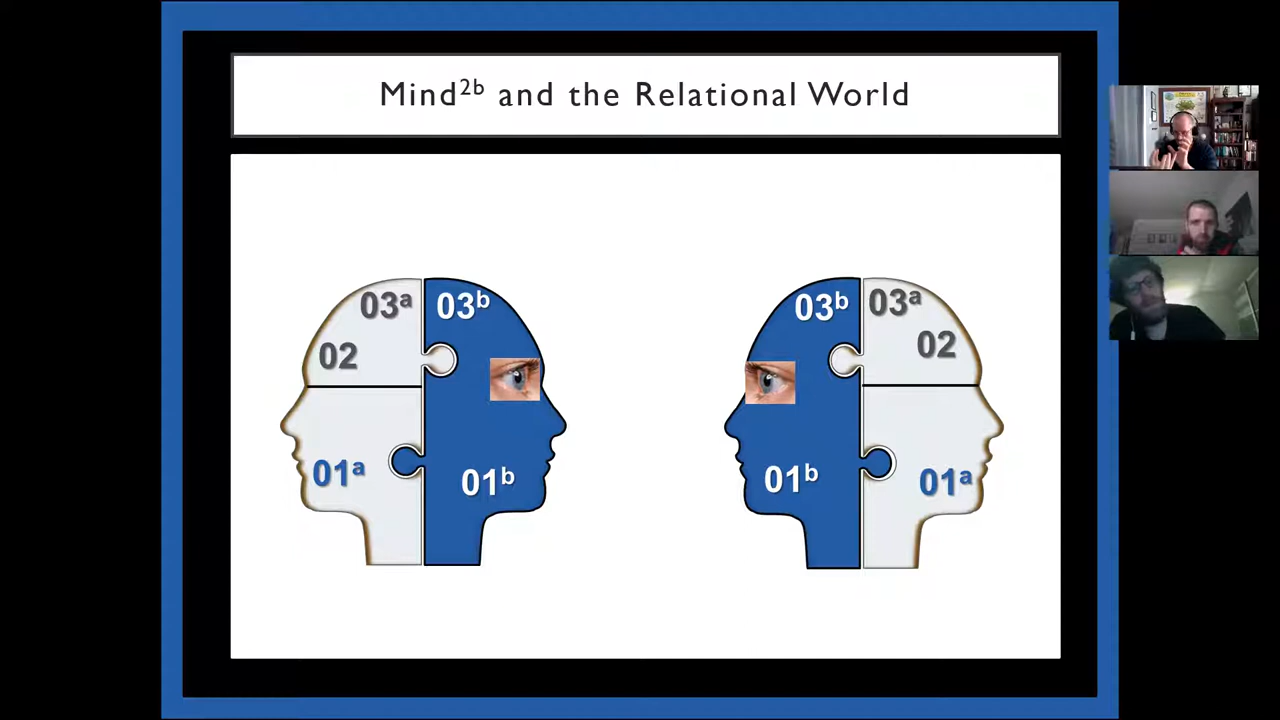 Mind²ᵇ and the Relational World
03ᵃ 03ᵇ 03ᵇ 03ᵃ
02 02
01ᵃ 01ᵇ 01ᵇ 01ᵃ